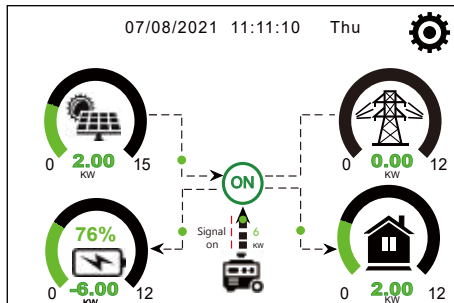 07/08/2021 11:11:10 Thu
0 2.00 15
KW
0 0.00 12
KW
ON
76%
Signal
on
6
KW
0 -6.00 12
KW
0 2.00 12
KW